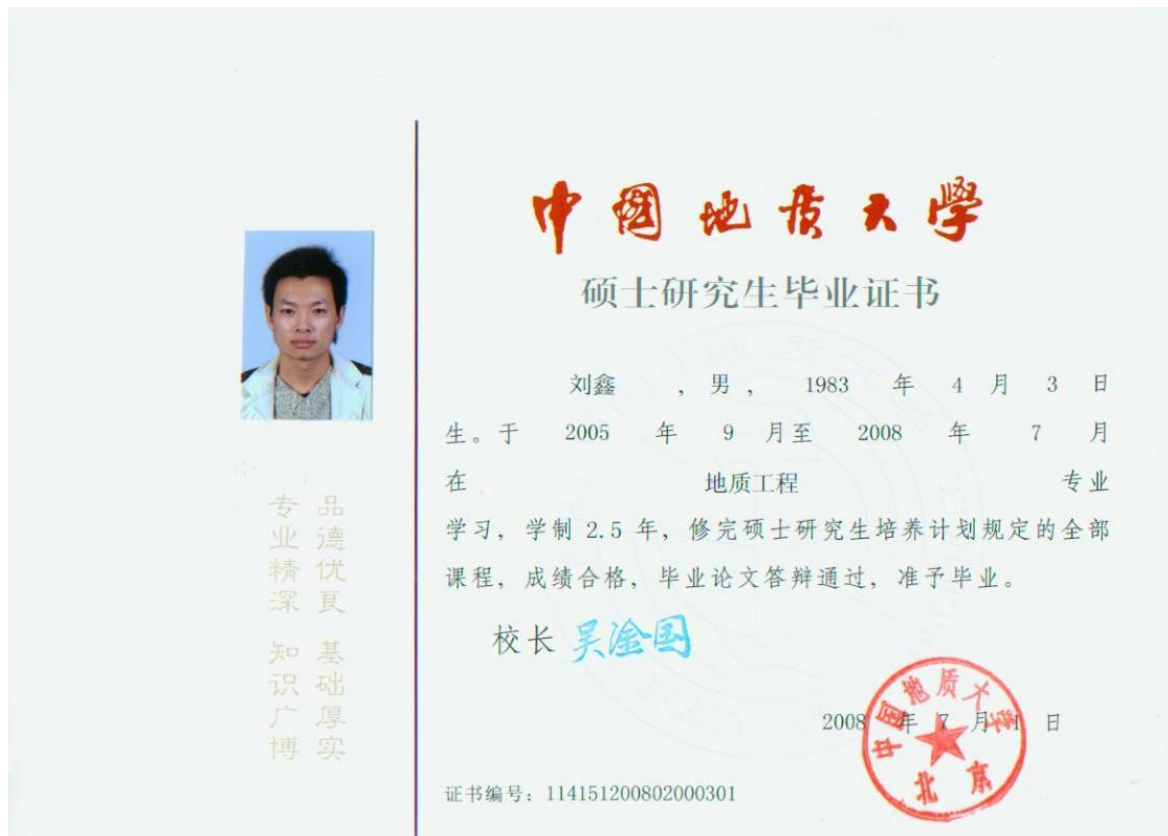 中國地质大學
硕士研究生毕业证书
刘鑫 ，男， 1983 年 4 月 3 日
生。于 2005 年 9 月至 2008 年 7 月
在 地质工程 专业
学习，学制 2.5 年，修完硕士研究生培养计划规定的全部
课程，成绩合格，毕业论文答辩通过，准予毕业。
校长 吴淦国
2008 年 7 月 1 日
中国地质大学
北京
证书编号：114151200802000301
品德优良 基础厚实
专业精深 知识广博